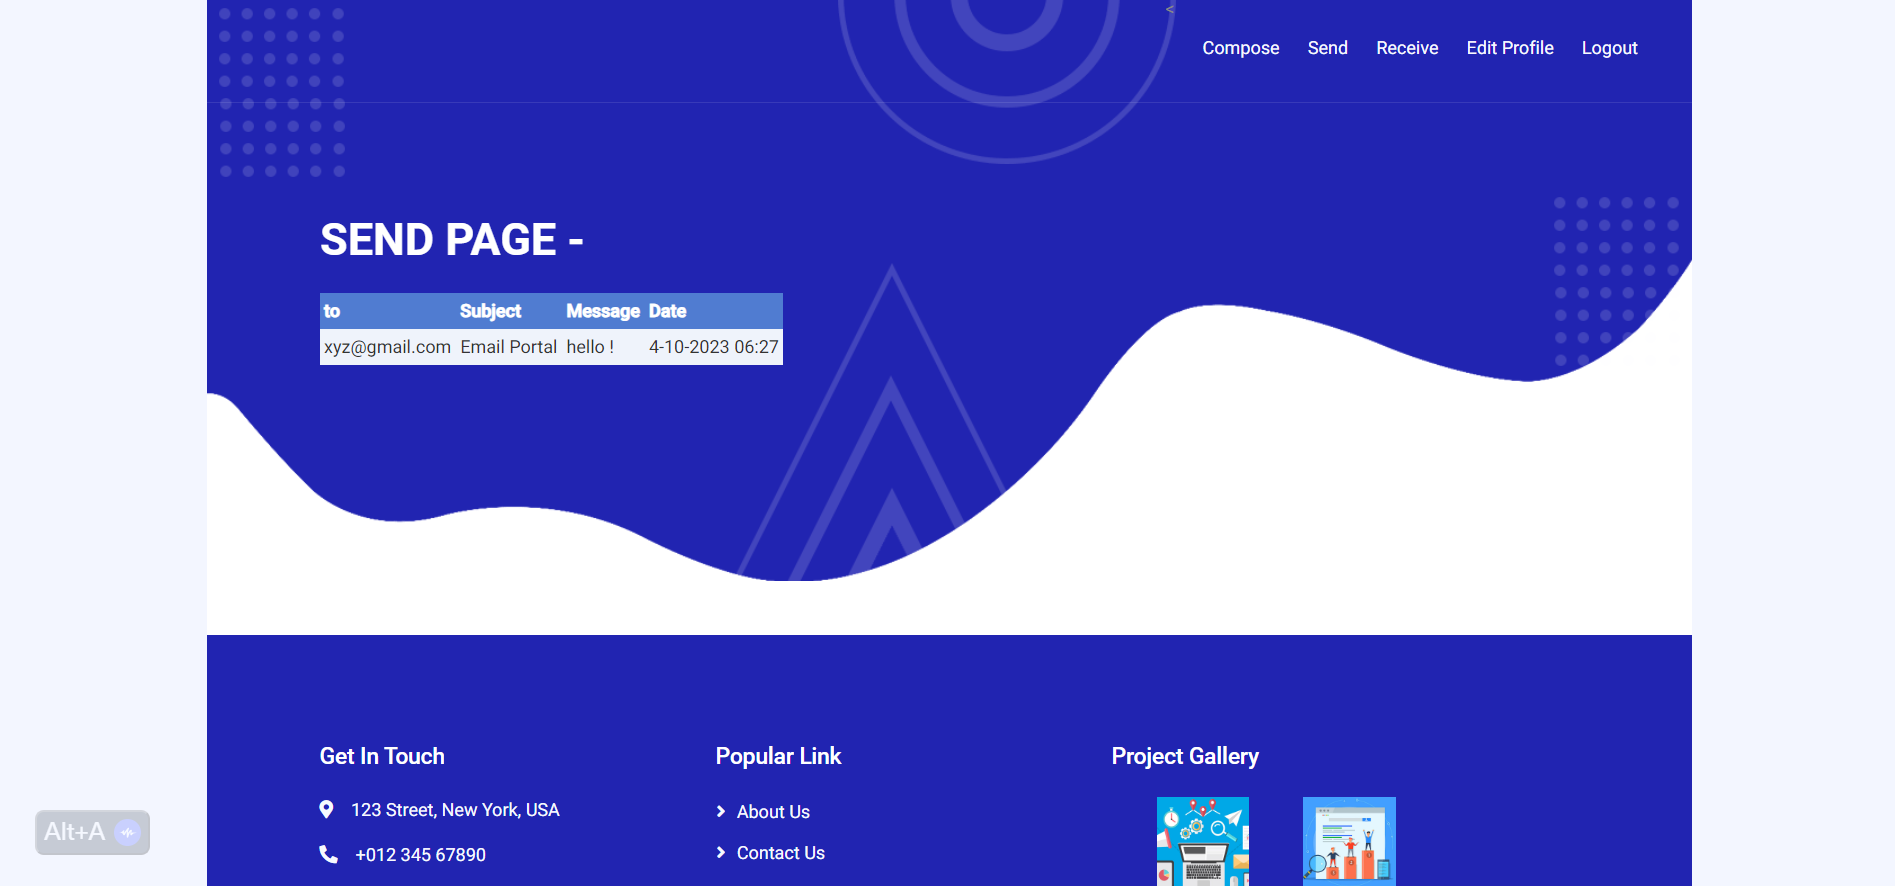 <
Compose Send Receive Edit Profile Logout
SEND PAGE -
to Subject Message Date
xyz@gmail.com Email Portal hello ! 4-10-2023 06:27
Get In Touch
123 Street, New York, USA
+012 345 67890
Popular Link
About Us
Contact Us
Project Gallery
Alt+A